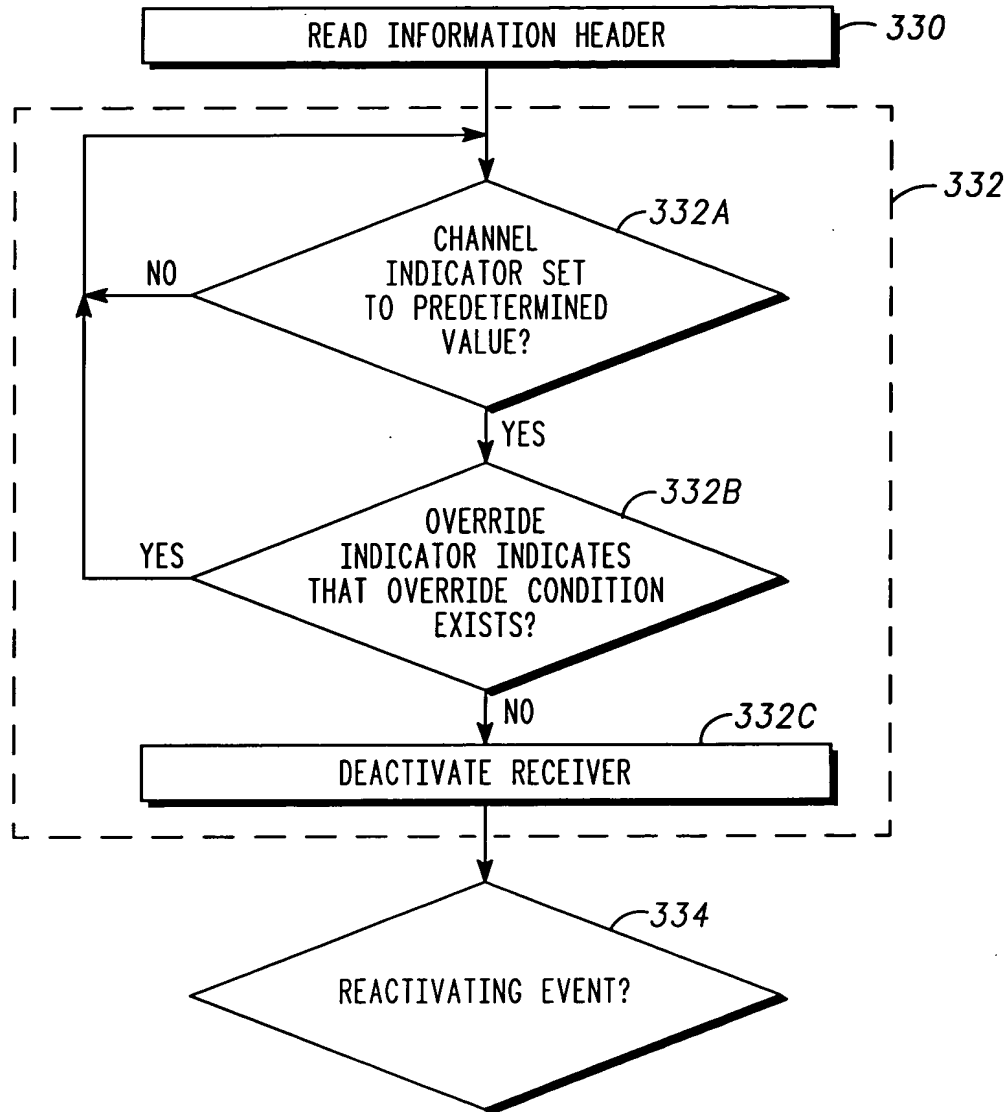 READ INFORMATION HEADER
330
332
332A
CHANNEL
INDICATOR SET
TO PREDETERMINED
VALUE?
NO
YES
332B
OVERRIDE
INDICATOR INDICATES
THAT OVERRIDE CONDITION
EXISTS?
YES
NO
332C
DEACTIVATE RECEIVER
334
REACTIVATING EVENT?